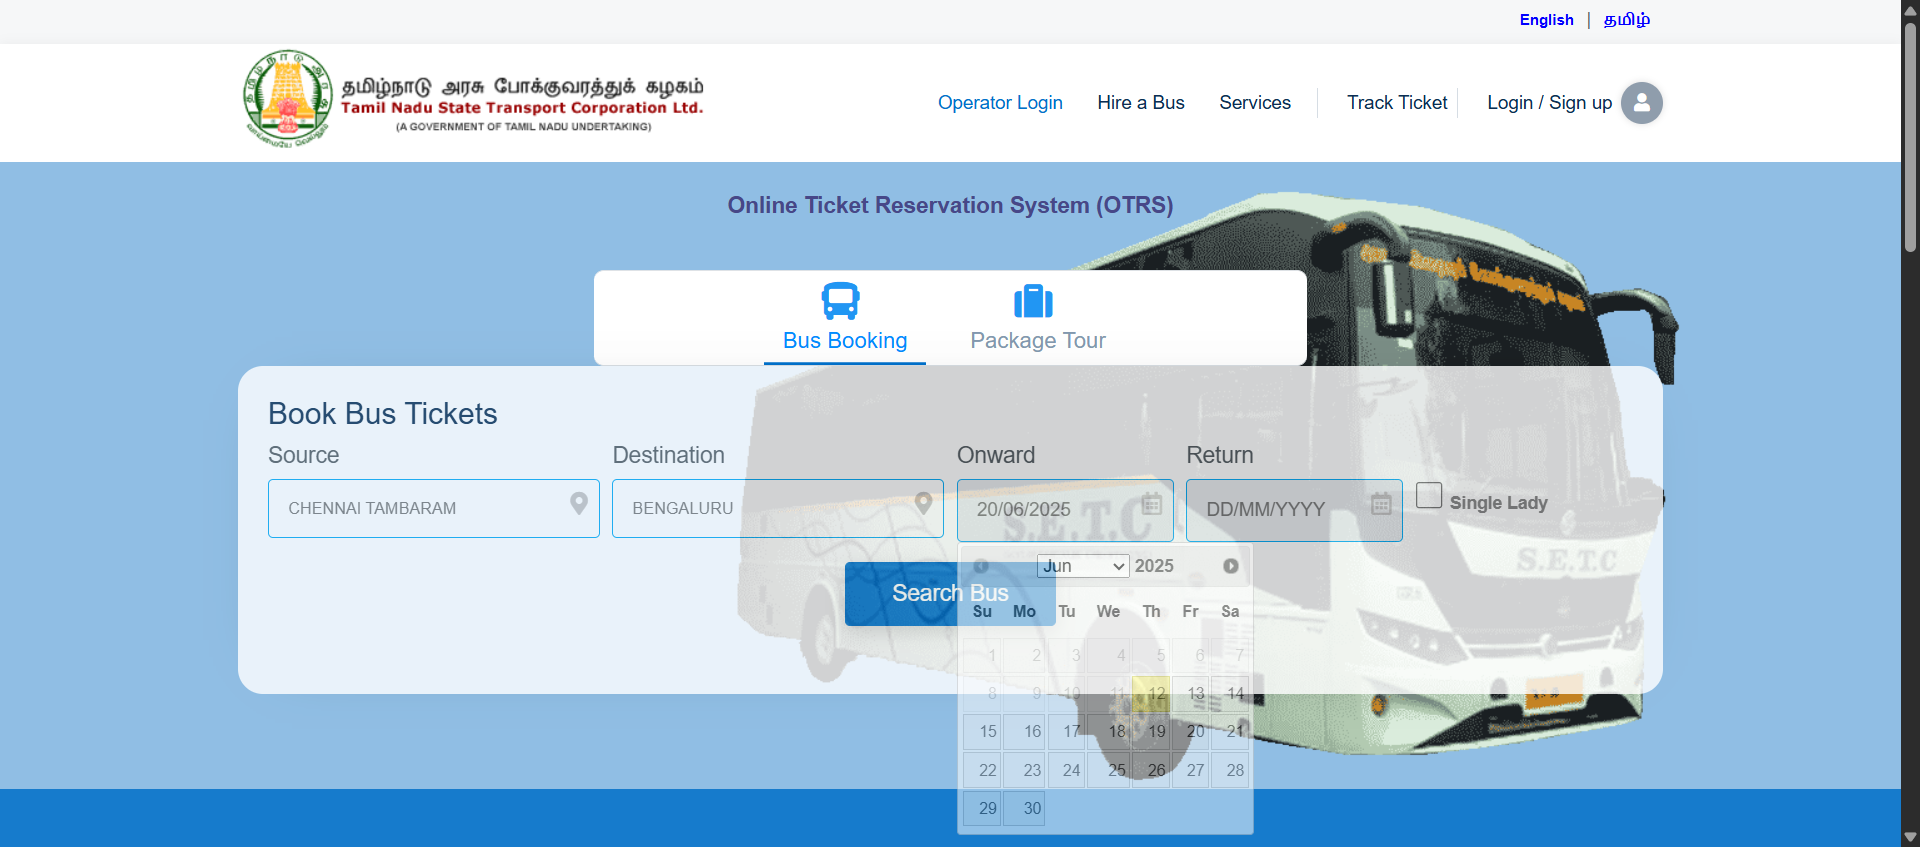 English | தமிழ்
தமிழ்நாடு அரசு போக்குவரத்துக் கழகம்
Tamil Nadu State Transport Corporation Ltd.
(A GOVERNMENT OF TAMIL NADU UNDERTAKING)
Operator Login Hire a Bus Services Track Ticket Login / Sign up
Online Ticket Reservation System (OTRS)
Bus Booking Package Tour
Book Bus Tickets
Source Destination Onward Return
CHENNAI TAMBARAM BENGALURU 20/06/2025 DD/MM/YYYY Single Lady
S.E.T.C
S.E.T.C
Jun 2025
Search Bus
Su Mo Tu We Th Fr Sa
1 2 3 4 5 6 7
8 9 10 11 12 13 14
15 16 17 18 19 20 21
22 23 24 25 26 27 28
29 30